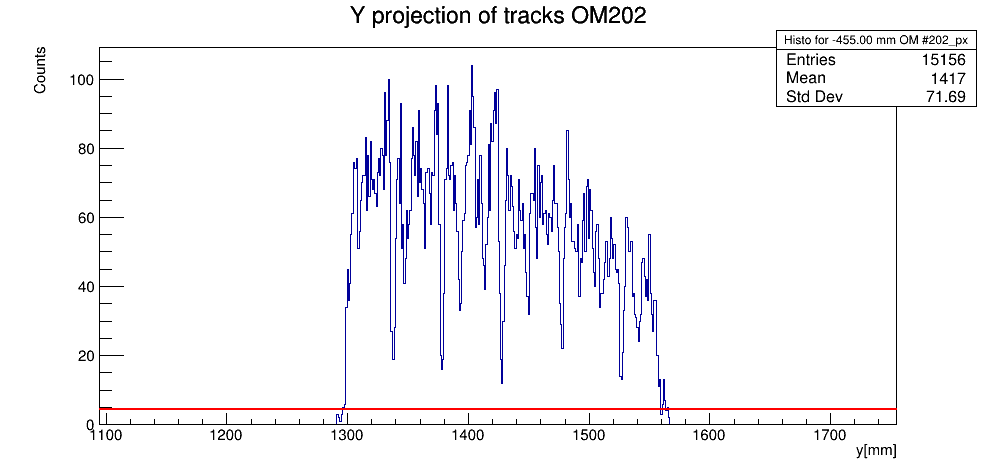 Y projection of tracks OM202
Histo for -455.00 mm OM #202_px
Entries 15156
Mean 1417
Std Dev 71.69
Counts
100
80
60
40
20
0
1100 1200 1300 1400 1500 1600 1700
y[mm]